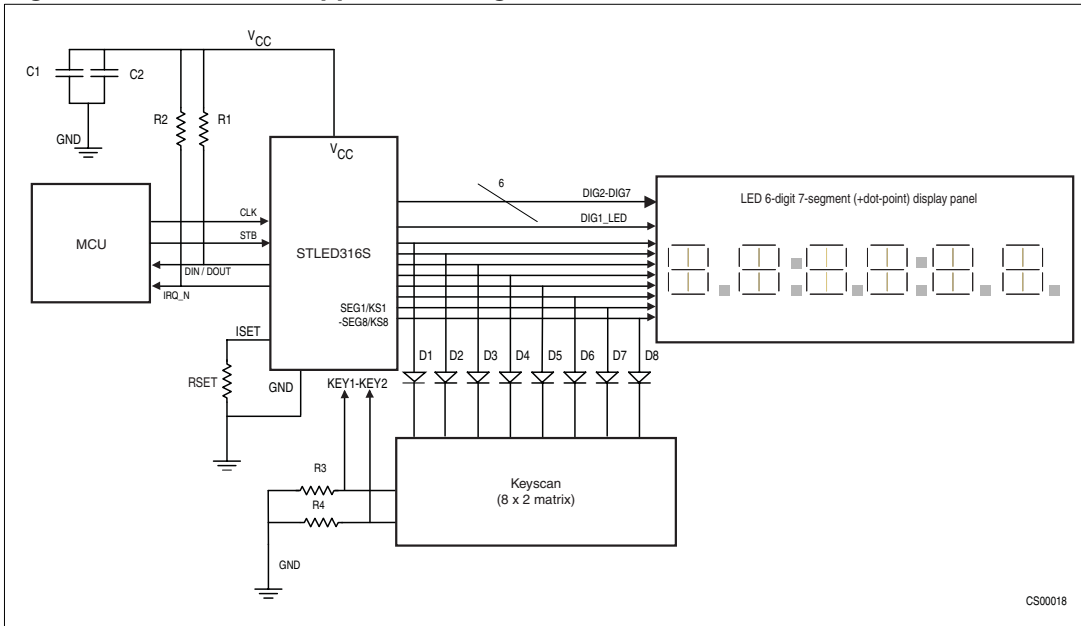 V_CC
C1
C2
R2
R1
GND
V_CC
MCU
CLK
STB
DIN / DOUT
IRQ_N
STLED316S
SEG1/KS1
-SEG8/KS8
ISET
RSET
GND
6
DIG2-DIG7
DIG1_LED
LED 6-digit 7-segment (+dot-point) display panel
D1 D2 D3 D4 D5 D6 D7 D8
KEY1-KEY2
R3
R4
GND
Keyscan
(8 x 2 matrix)
CS00018